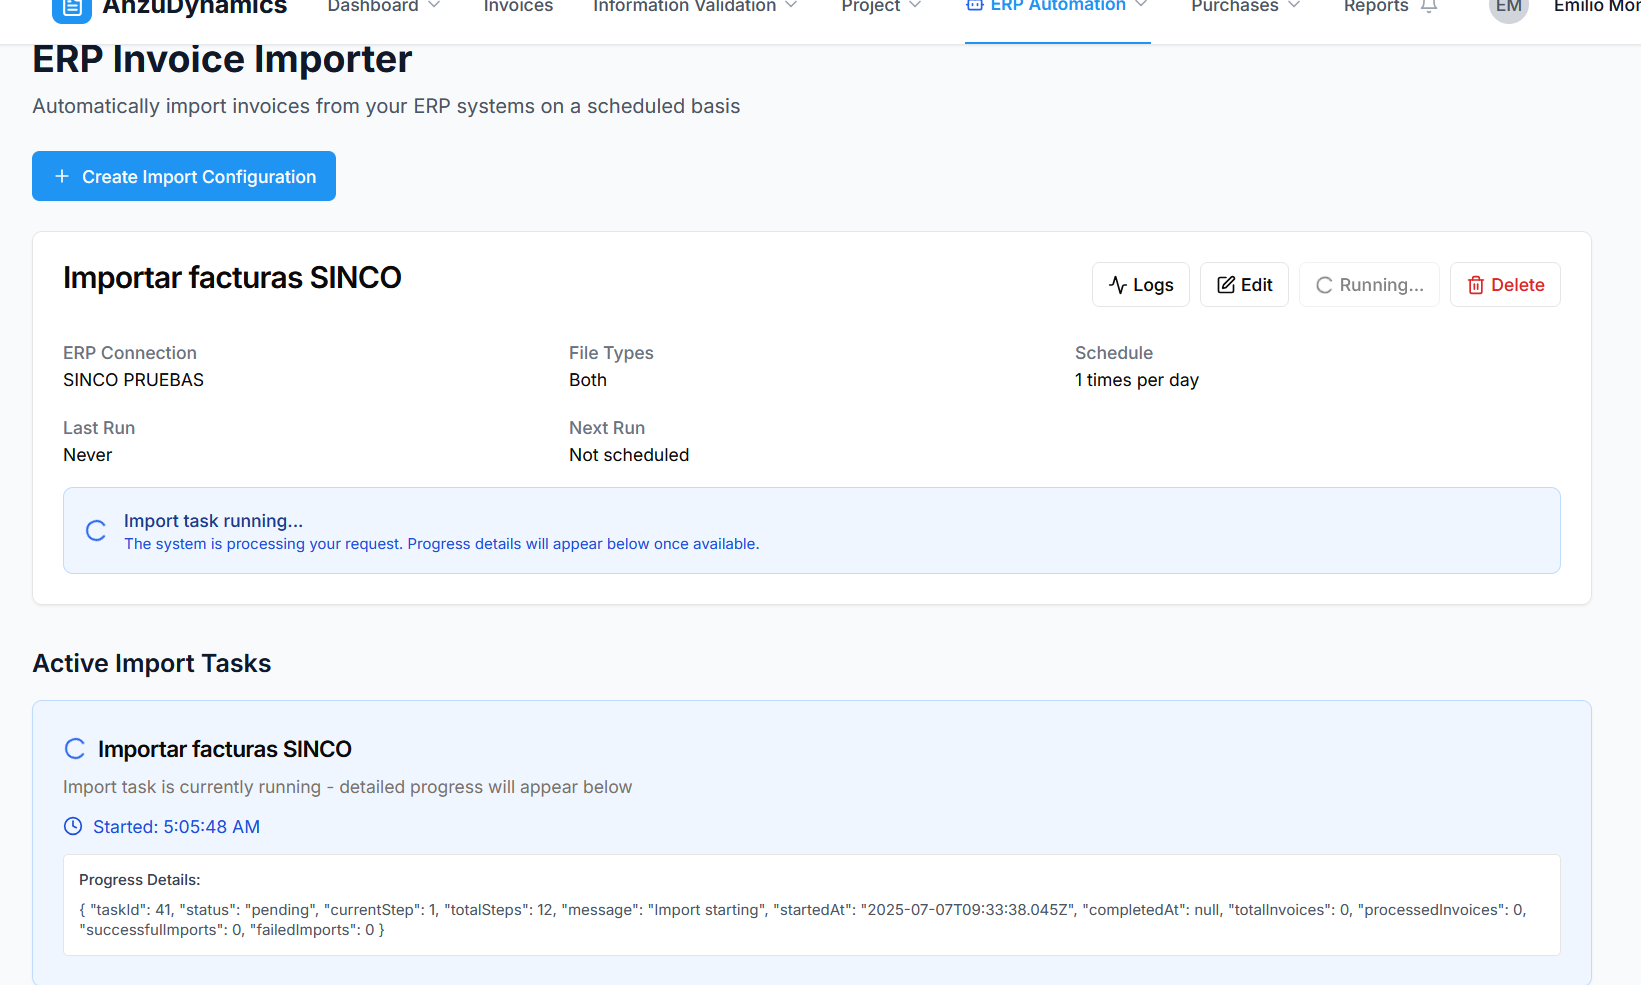 AnzuDynamics
Dashboard
Invoices
Information Validation
Project
ERP Automation
Purchases
Reports
EM
Emilio
ERP Invoice Importer
Automatically import invoices from your ERP systems on a scheduled basis
Create Import Configuration
Importar facturas SINCO
Logs
Edit
Running...
Delete
ERP Connection
File Types
Schedule
SINCO PRUEBAS
Both
1 times per day
Last Run
Next Run
Never
Not scheduled
Import task running...
The system is processing your request. Progress details will appear below once available.
Active Import Tasks
Importar facturas SINCO
Import task is currently running - detailed progress will appear below
Started: 5:05:48 AM
Progress Details:
{ "taskId": 41, "status": "pending", "currentStep": 1, "totalSteps": 12, "message": "Import starting", "startedAt": "2025-07-07T09:33:38.045Z", "completedAt": null, "totalInvoices": 0, "processedInvoices": 0,
"successfulImports": 0, "failedImports": 0 }